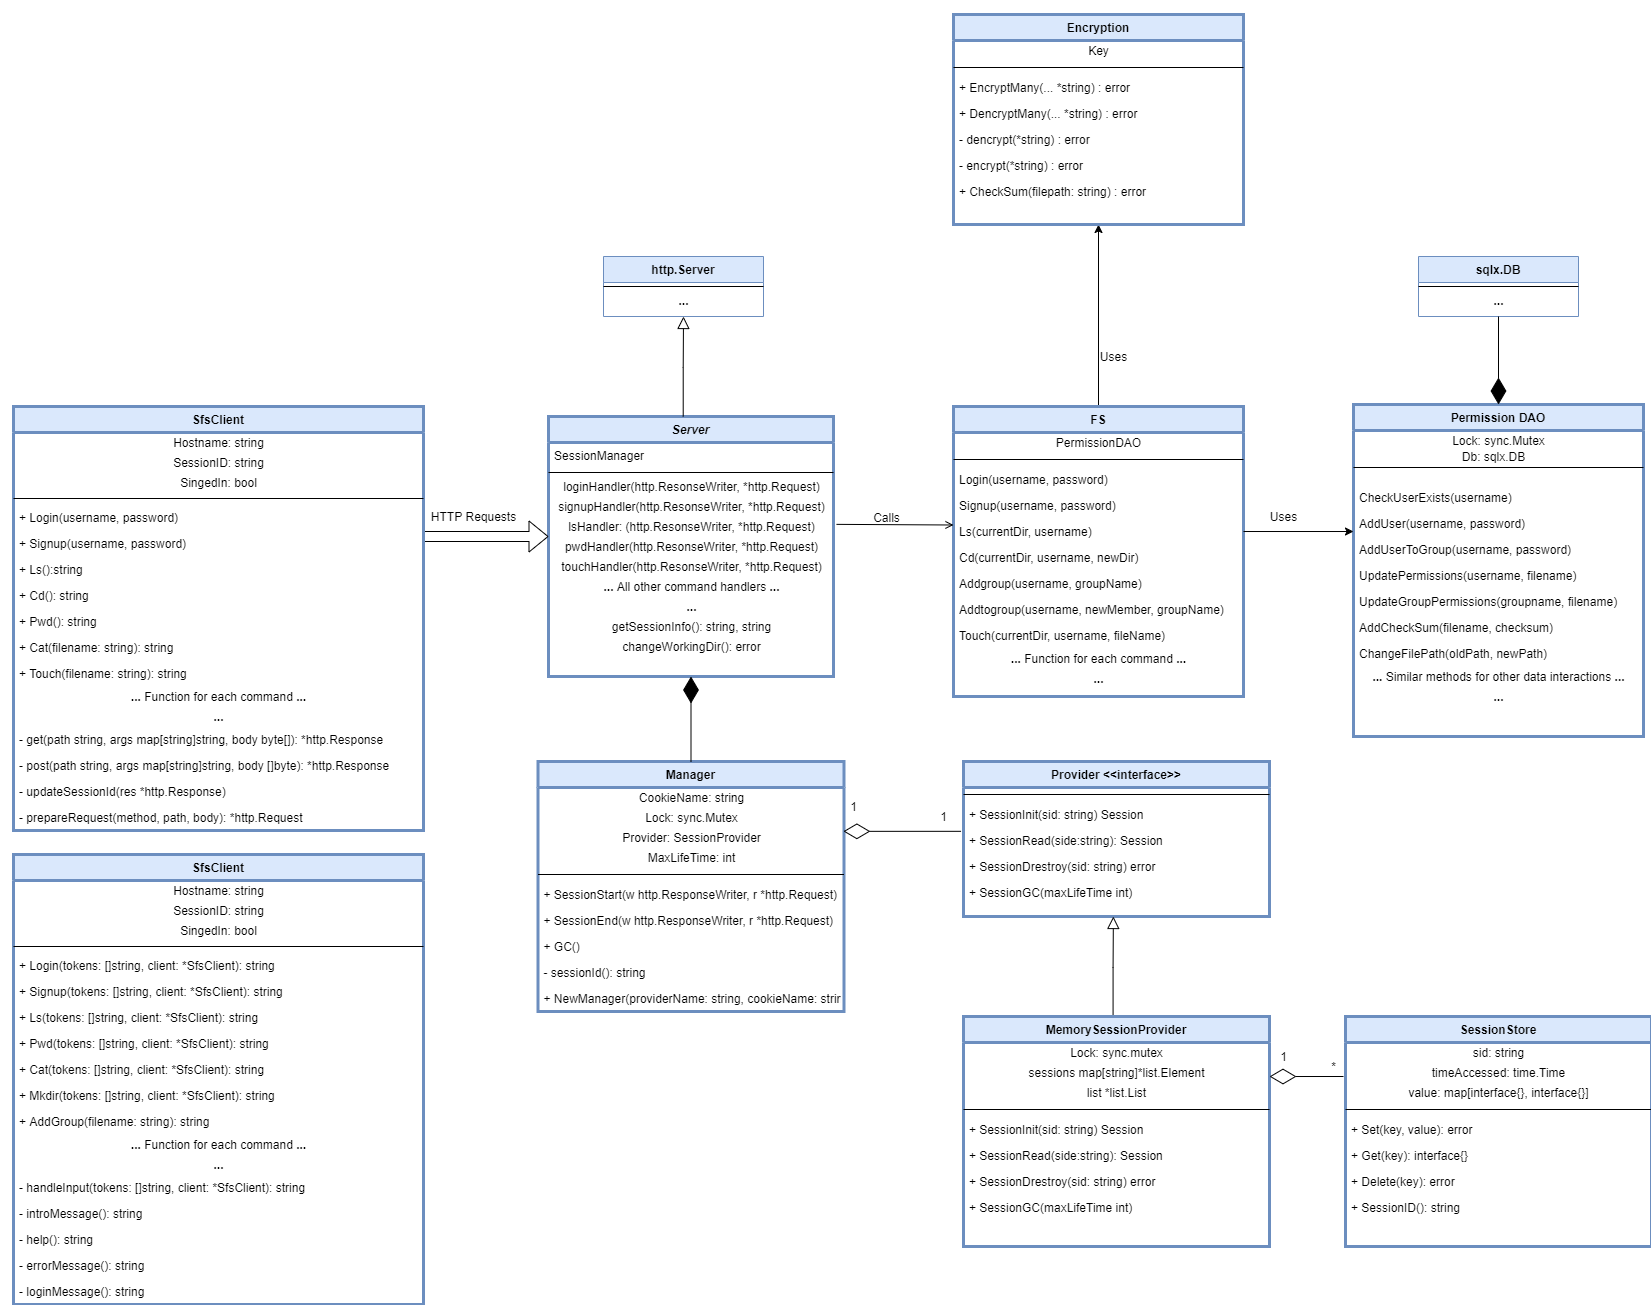 Encryption
Key
+ EncryptMany(... *string) : error
+ DencryptMany(... *string) : error
- dencrypt(*string) : error
- encrypt(*string) : error
+ CheckSum(filepath: string) : error
http.Server
...
sqlx.DB
...
Uses
SfsClient
Hostname: string
SessionID: string
SingedIn: bool
+ Login(username, password)
+ Signup(username, password)
+ Ls():string
+ Cd(): string
+ Pwd(): string
+ Cat(filename: string): string
+ Touch(filename: string): string
... Function for each command ...
...
- get(path string, args map[string]string, body byte[]): *http.Response
- post(path string, args map[string]string, body []byte): *http.Response
- updateSessionId(res *http.Response)
- prepareRequest(method, path, body): *http.Request
HTTP Requests
Server
SessionManager
loginHandler(http.ResonseWriter, *http.Request)
signupHandler(http.ResonseWriter, *http.Request)
lsHandler: (http.ResonseWriter, *http.Request)
pwdHandler(http.ResonseWriter, *http.Request)
touchHandler(http.ResonseWriter, *http.Request)
... All other command handlers ...
...
getSessionInfo(): string, string
changeWorkingDir(): error
Calls
FS
PermissionDAO
Login(username, password)
Signup(username, password)
Ls(currentDir, username)
Cd(currentDir, username, newDir)
Addgroup(username, groupName)
Addtogroup(username, newMember, groupName)
Touch(currentDir, username, fileName)
... Function for each command ...
...
Uses
Permission DAO
Lock: sync.Mutex
Db: sqlx.DB
CheckUserExists(username)
AddUser(username, password)
AddUserToGroup(username, password)
UpdatePermissions(username, filename)
UpdateGroupPermissions(groupname, filename)
AddCheckSum(filename, checksum)
ChangeFilePath(oldPath, newPath)
... Similar methods for other data interactions ...
...
Manager
CookieName: string
Lock: sync.Mutex
Provider: SessionProvider
MaxLifeTime: int
+ SessionStart(w http.ResponseWriter, r *http.Request)
+ SessionEnd(w http.ResponseWriter, r *http.Request)
+ GC()
- sessionId(): string
+ NewManager(providerName: string, cookieName: strir
1
1
Provider <<interface>>
+ SessionInit(sid: string) Session
+ SessionRead(side:string): Session
+ SessionDrestroy(sid: string) error
+ SessionGC(maxLifeTime int)
SfsClient
Hostname: string
SessionID: string
SingedIn: bool
+ Login(tokens: []string, client: *SfsClient): string
+ Signup(tokens: []string, client: *SfsClient): string
+ Ls(tokens: []string, client: *SfsClient): string
+ Pwd(tokens: []string, client: *SfsClient): string
+ Cat(tokens: []string, client: *SfsClient): string
+ Mkdir(tokens: []string, client: *SfsClient): string
+ AddGroup(filename: string): string
... Function for each command ...
...
- handleInput(tokens: []string, client: *SfsClient): string
- introMessage(): string
- help(): string
- errorMessage(): string
- loginMessage(): string
MemorySessionProvider
Lock: sync.mutex
sessions map[string]*list.Element
list *list.List
+ SessionInit(sid: string) Session
+ SessionRead(side:string): Session
+ SessionDrestroy(sid: string) error
+ SessionGC(maxLifeTime int)
1
*
SessionStore
sid: string
timeAccessed: time.Time
value: map[interface{}, interface{}]
+ Set(key, value): error
+ Get(key): interface{}
+ Delete(key): error
+ SessionID(): string